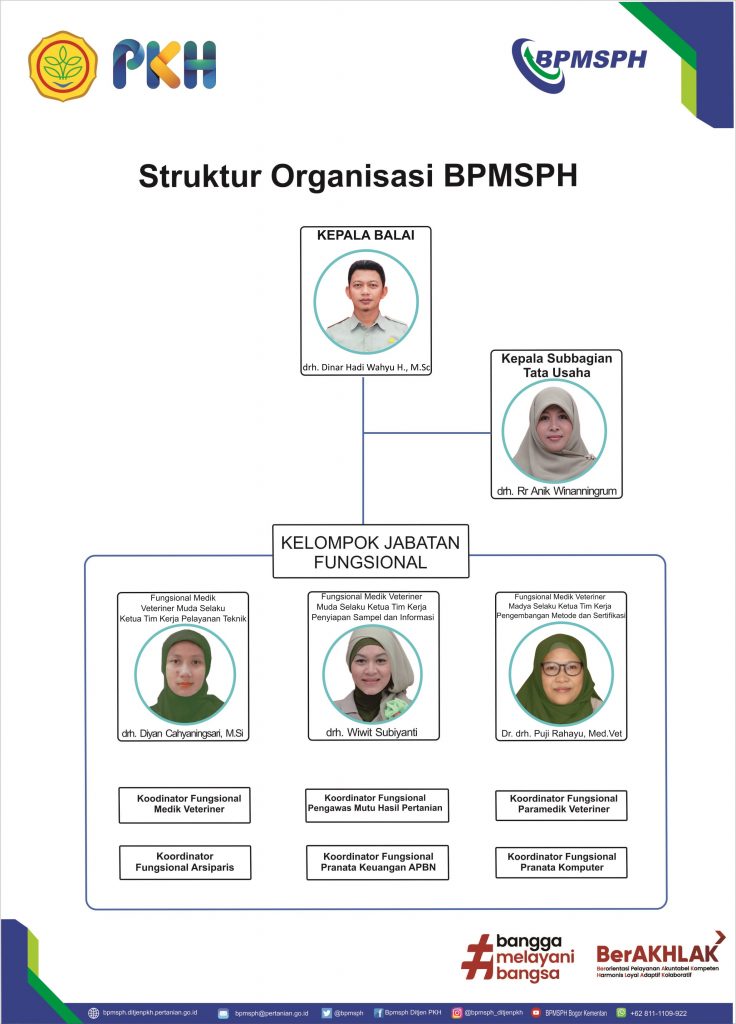 PKH
BPMSPH
Struktur Organisasi BPMSPH
KEPALA BALAI
drh. Dinar Hadi Wahyu H., M.Sc
Kepala Subbagian
Tata Usaha
drh. Rr Anik Winanningrum
KELOMPOK JABATAN
FUNGSIONAL
Fungsional Medik
Veteriner Muda Selaku
Ketua Tim Kerja Pelayanan Teknik
drh. Diyan Cahyaningsari, M.Si
Fungsional Medik Veteriner
Muda Selaku Ketua Tim Kerja
Penyiapan Sampel dan Informasi
drh. Wiwit Subiyanti
Fungsional Medik Veteriner
Madya Selaku Ketua Tim Kerja
Pengembangan Metode dan Sertifikasi
Dr. drh. Puji Rahayu, Med.Vet
Koodinator Fungsional
Medik Veteriner
Koordinator Fungsional
Pengawas Mutu Hasil Pertanian
Koordinator Fungsional
Paramedik Veteriner
Koordinator
Fungsional Arsiparis
Koordinator Fungsional
Pranata Keuangan APBN
Koordinator Fungsional
Pranata Komputer
#bangga
melayani
bangsa
BerAKHLAK
Berorientasi Pelayanan Akuntabel Kompeten
Harmonis Loyal Adaptif Kolaboratif
bpmsph.ditjenpkh.pertanian.go.id
bpmsph@pertanian.go.id
@bpmsph
Bpmsph Ditjen PKH
@bpmsph_ditjenpkh
BPMSPH Bogor Kementan
+62 811-1109-922